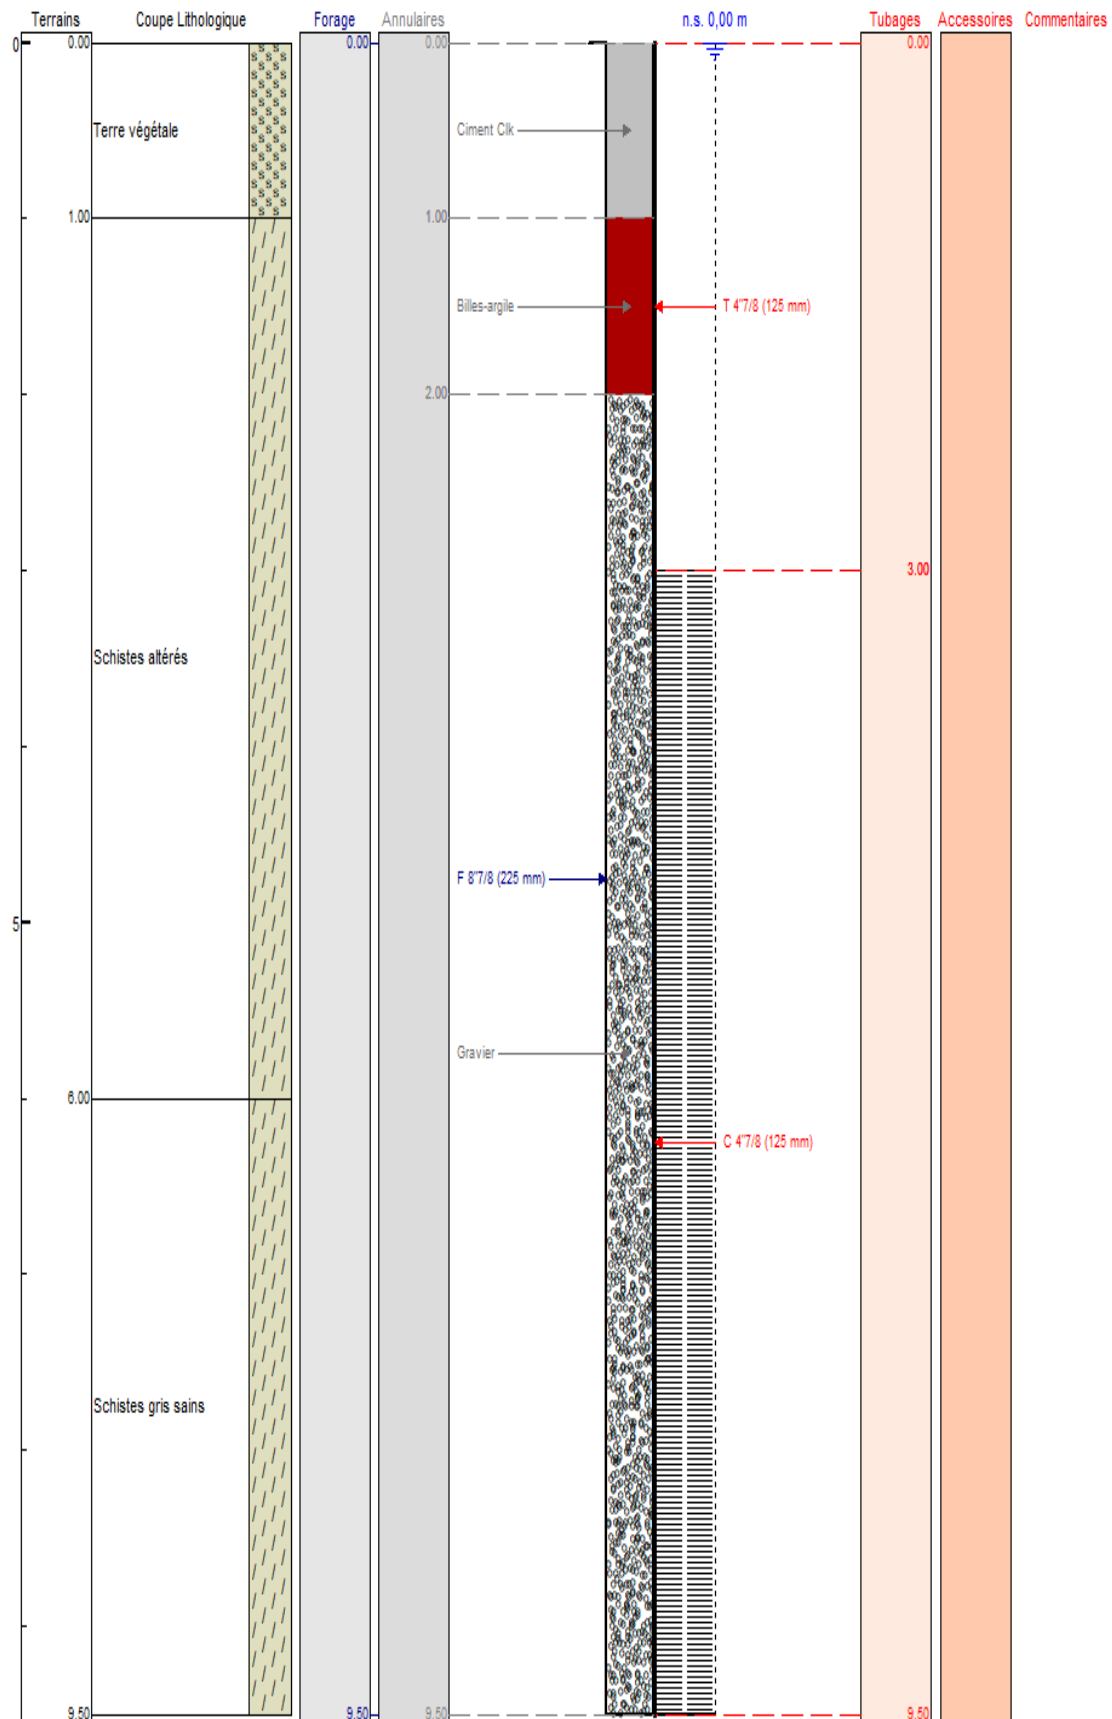 Terrains Coupe Lithologique Forage Annulaires n.s. 0,00 m Tubages Accessoires Commentaires
0 0.00 0.00 0.00 0.00
Terre végétale Ciment Clk
1.00 1.00
Billes-argile T 4"7/8 (125 mm)
2.00
3.00
Schistes altérés
F 8"7/8 (225 mm)
5
Gravier
6.00
C 4"7/8 (125 mm)
Schistes gris sains
9.50 9.50 9.50 9.50